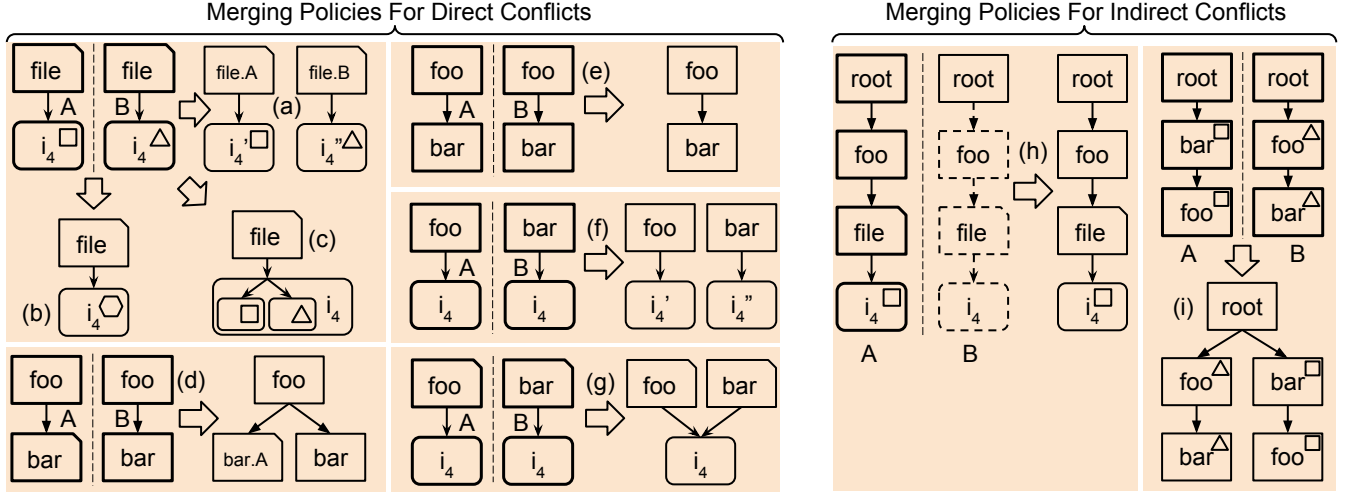 Merging Policies For Direct Conflicts
file file file.A file.B
A B (a)
i4 i4 i4' i4"
file file (c)
(b) i4 i4
foo foo (d) foo
A B
bar bar bar.A bar
foo foo (e) foo
A B
bar bar bar
foo bar (f) foo bar
A B
i4 i4 i4' i4"
foo bar (g) foo bar
A B
i4 i4 i4
Merging Policies For Indirect Conflicts
root root root
foo foo (h) foo
file file file
i4 i4 i4
A B
root root
bar foo
foo bar
A B
(i) root
foo bar
bar foo